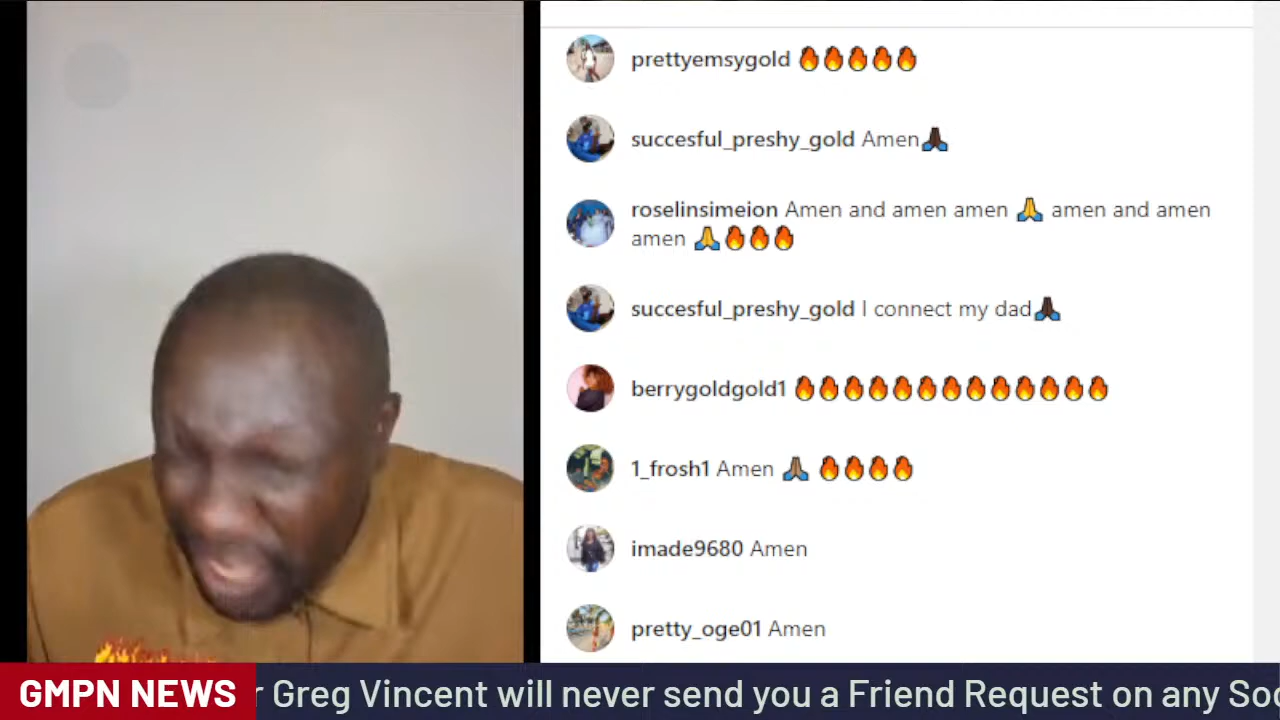 prettyemsygold 🔥🔥🔥🔥🔥
succesful_preshy_gold Amen🙏🏿
roselinsimeion Amen and amen amen 🙏 amen and amen
amen 🙏🔥🔥🔥
succesful_preshy_gold I connect my dad🙏🏿
berrygoldgold1 🔥🔥🔥🔥🔥🔥🔥🔥🔥🔥🔥🔥🔥
1_frosh1 Amen 🙏🏽 🔥🔥🔥🔥
imade9680 Amen
pretty_oge01 Amen
GMPN NEWS r Greg Vincent will never send you a Friend Request on any Soc